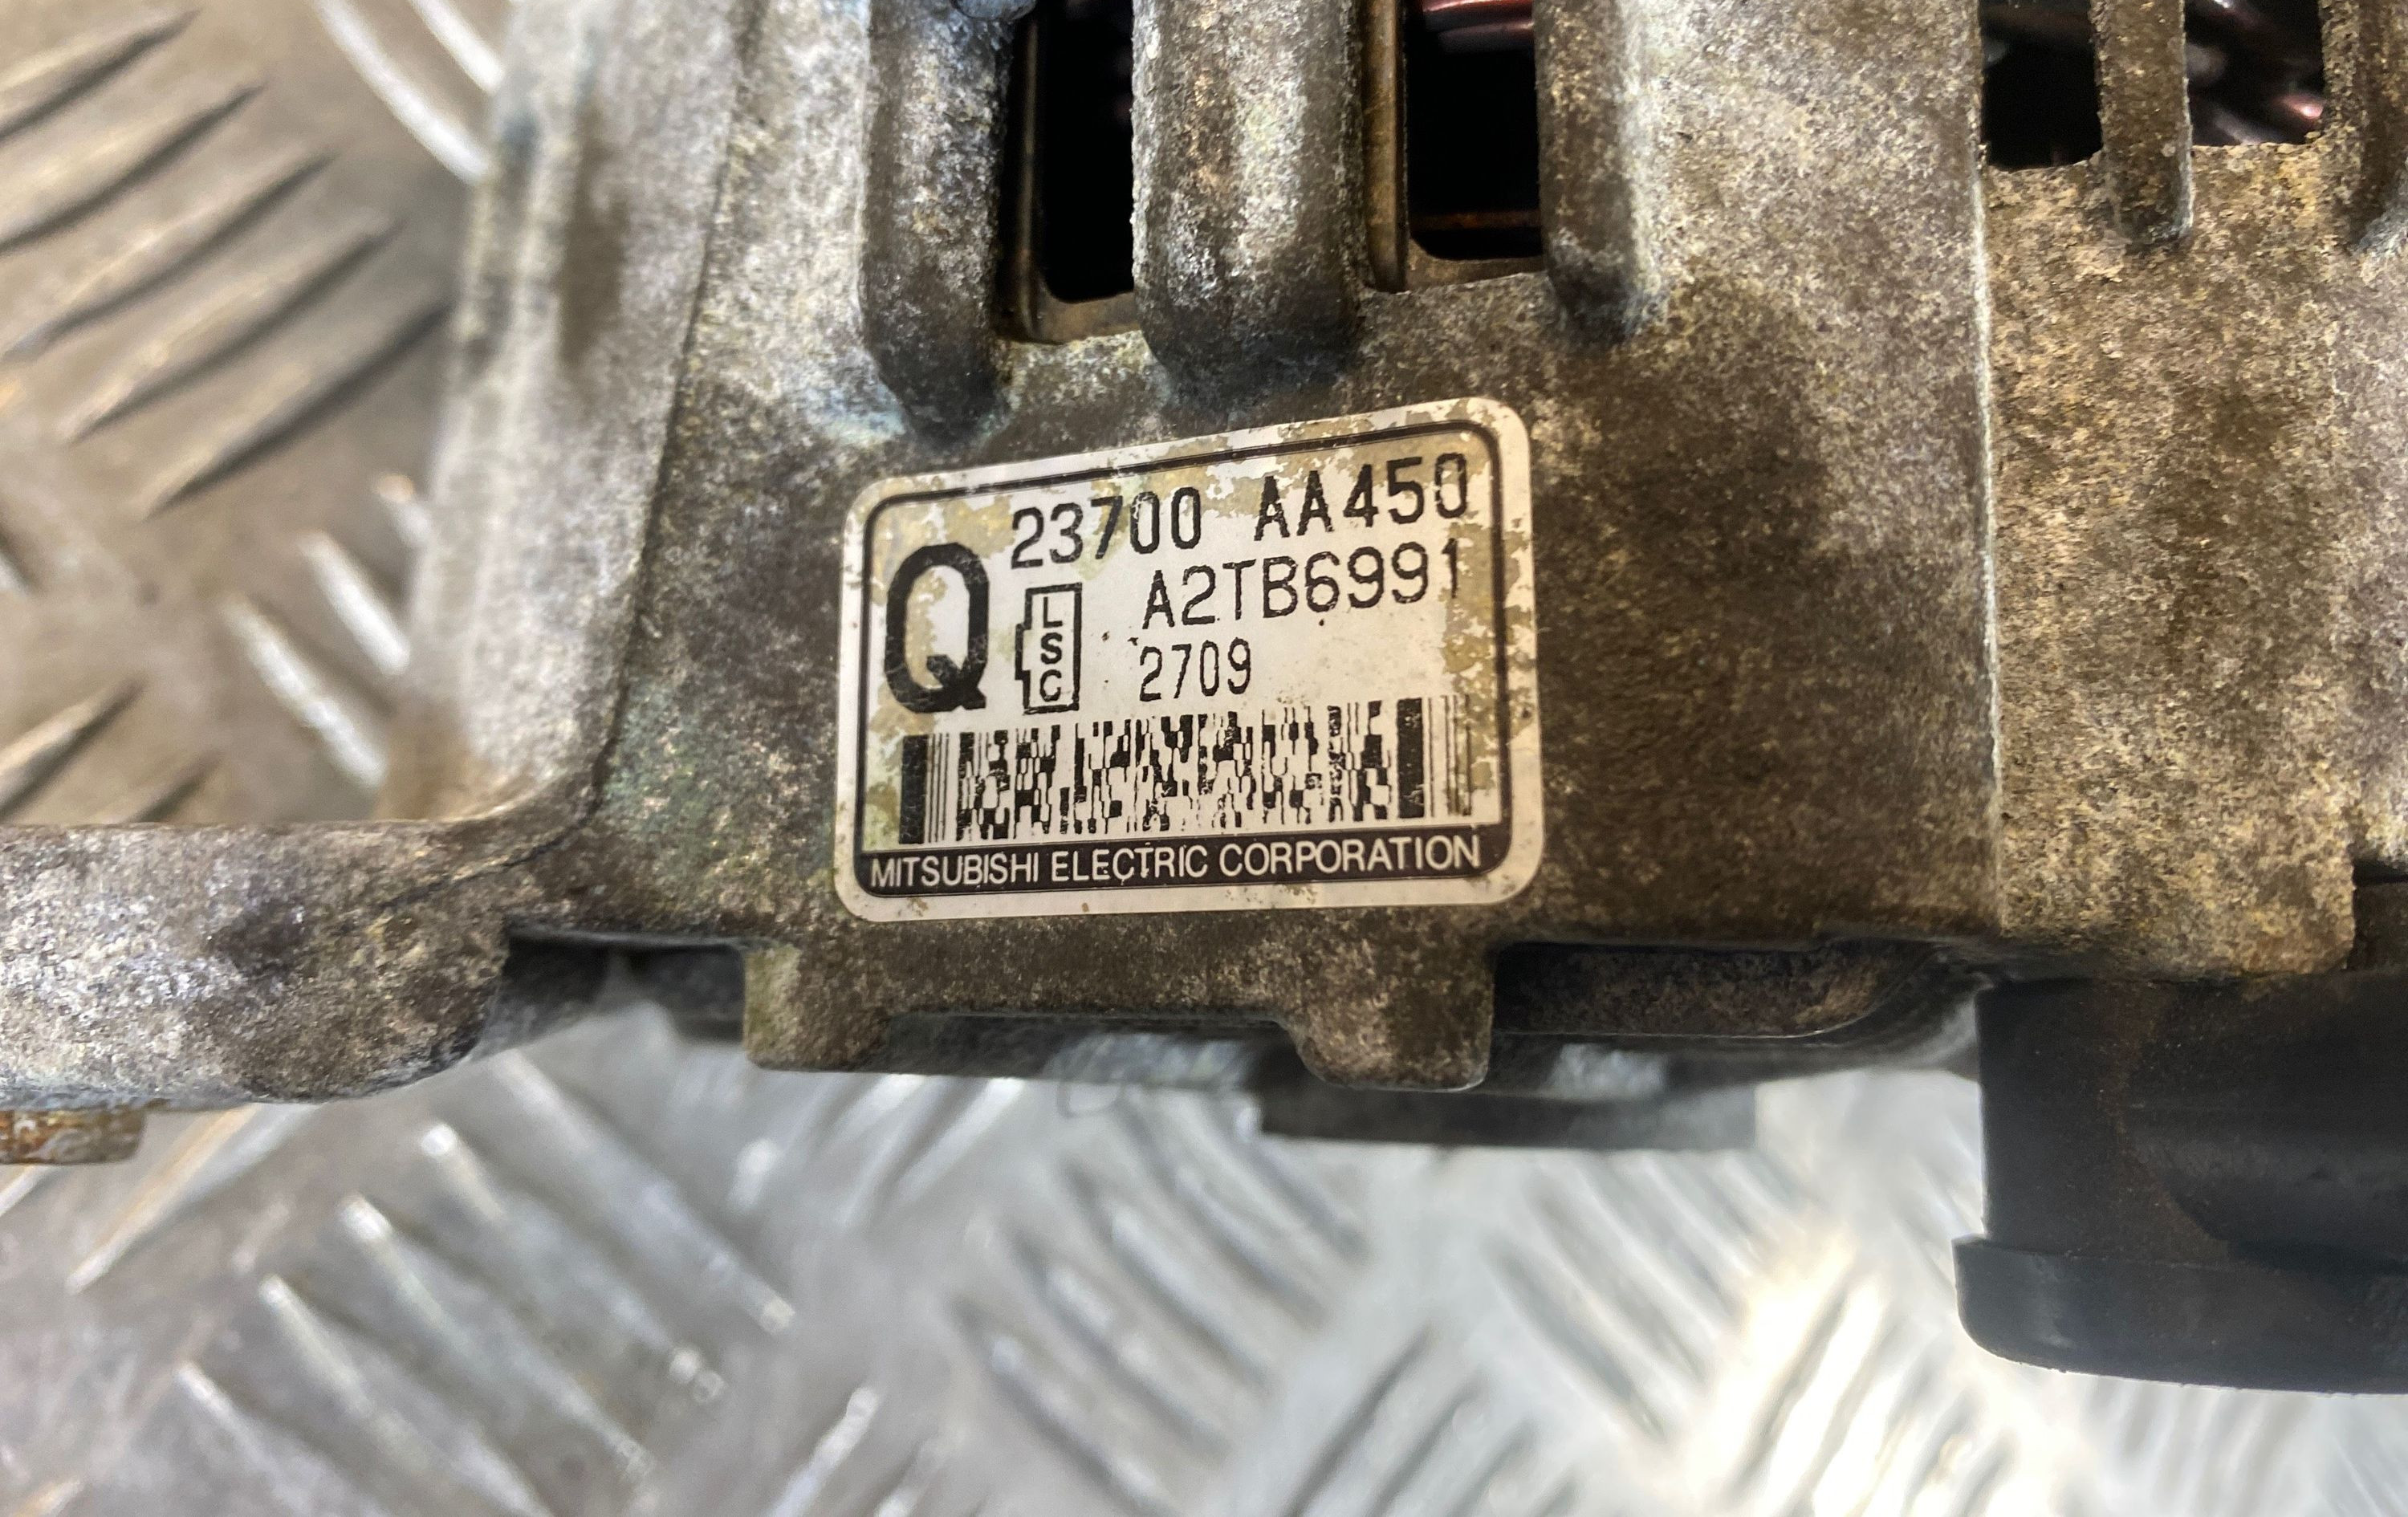 23700 AA450
Q
LSC
A2TB6991
2709
MITSUBISHI ELECTRIC CORPORATION